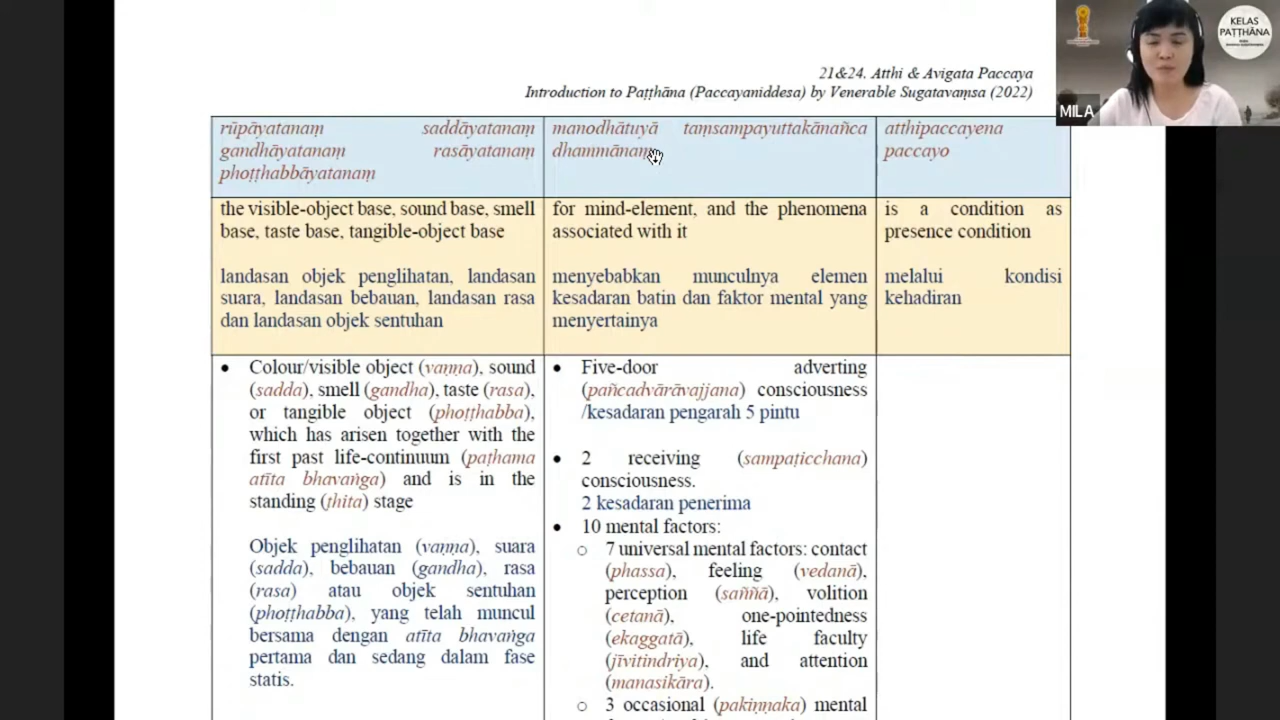 21&24. Atthi & Avigata Paccaya
Introduction to Paṭṭhāna (Paccayaniddesa) by Venerable Sugatavaṃsa (2022)
KELAS
PAṬṬHĀNA
MILA
rūpāyatanaṃ saddāyatanaṃ
gandhāyatanaṃ rasāyatanaṃ
phoṭṭhabbāyatanaṃ
manodhātuyā taṃsampayuttakānañca
dhammānaṃ
atthipaccayena
paccayo
the visible-object base, sound base, smell
base, taste base, tangible-object base
landasan objek penglihatan, landasan
suara, landasan bebauan, landasan rasa
dan landasan objek sentuhan
for mind-element, and the phenomena
associated with it
menyebabkan munculnya elemen
kesadaran batin dan faktor mental yang
menyertainya
is a condition as
presence condition
melalui kondisi
kehadiran
• Colour/visible object (vaṇṇa), sound
(sadda), smell (gandha), taste (rasa),
or tangible object (phoṭṭhabba),
which has arisen together with the
first past life-continuum (paṭhama
atīta bhavaṅga) and is in the
standing (ṭhita) stage
Objek penglihatan (vaṇṇa), suara
(sadda), bebauan (gandha), rasa
(rasa) atau objek sentuhan
(phoṭṭhabba), yang telah muncul
bersama dengan atīta bhavaṅga
pertama dan sedang dalam fase
statis.
• Five-door adverting
(pañcadvārāvajjana) consciousness
/kesadaran pengarah 5 pintu
• 2 receiving (sampaṭicchana)
consciousness.
2 kesadaran penerima
• 10 mental factors:
○ 7 universal mental factors: contact
(phassa), feeling (vedanā),
perception (saññā), volition
(cetanā), one-pointedness
(ekaggatā), life faculty
(jīvitindriya), and attention
(manasikāra).
○ 3 occasional (pakiṇṇaka) mental